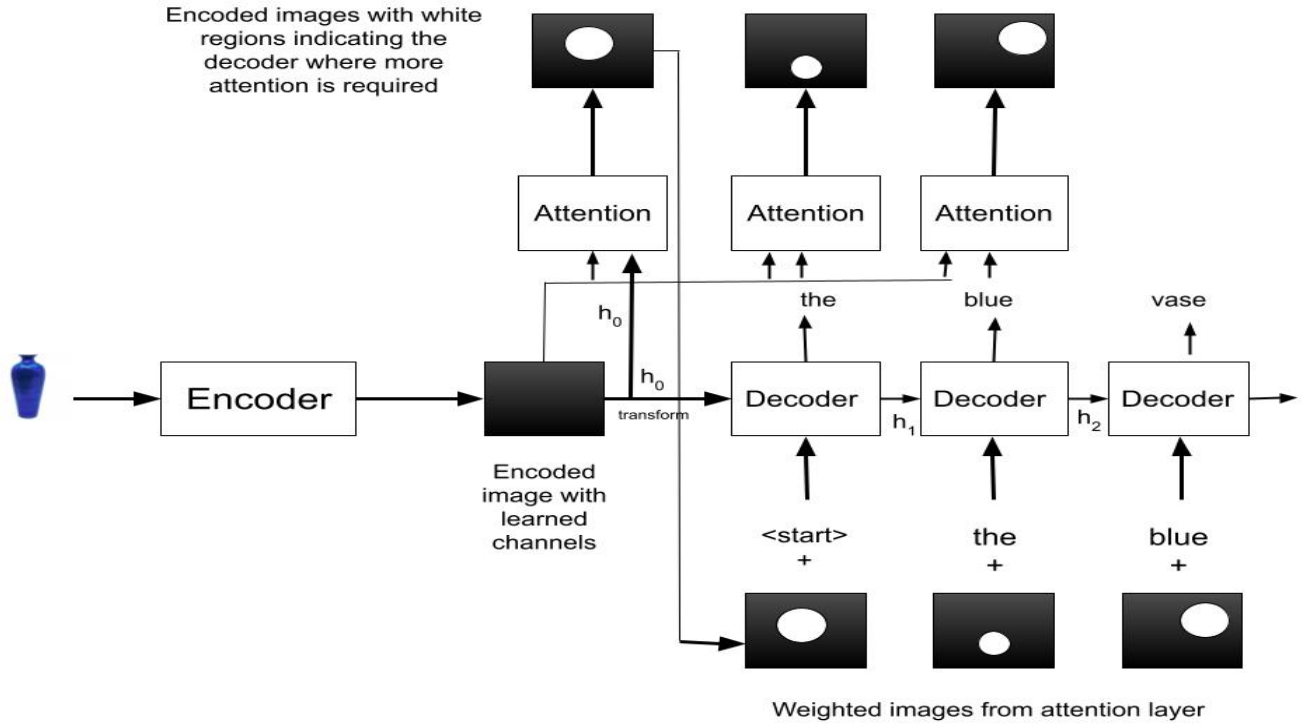 Encoded images with white
regions indicating the
decoder where more
attention is required
Attention
Attention
Attention
h₀
the
blue
vase
Encoder
h₀
transform
Decoder
h₁
Decoder
h₂
Decoder
Encoded
image with
learned
channels
<start>
+
the
+
blue
+
Weighted images from attention layer